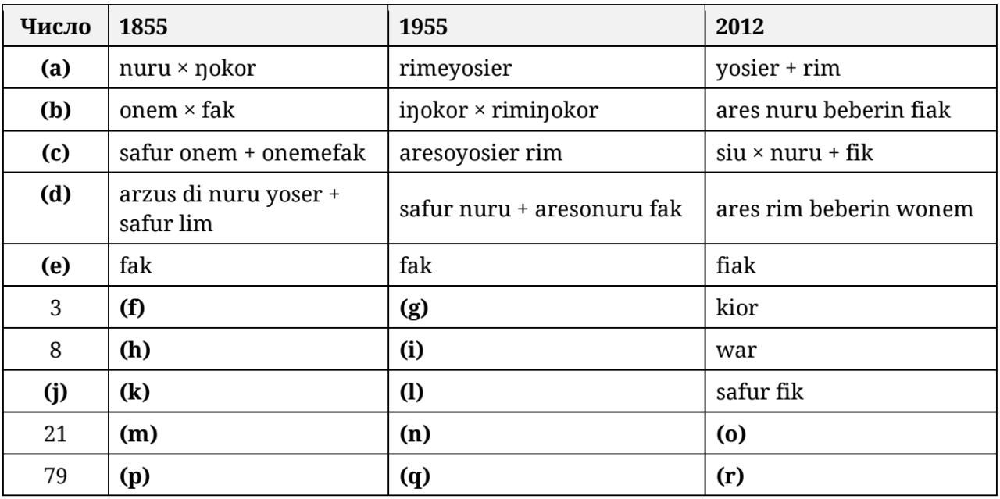 Число 1855 1955 2012
(a) nuru × ŋokor rimeyosier yosier + rim
(b) onem × fak iŋokor × rimiŋokor ares nuru beberin fiak
(c) safur onem + onemefak aresoyosier rim siu × nuru + fik
(d) arzus di nuru yoser +
safur lim safur nuru + aresonuru fak ares rim beberin wonem
(e) fak fak fiak
3 (f) (g) kior
8 (h) (i) war
(j) (k) (l) safur fik
21 (m) (n) (o)
79 (p) (q) (r)